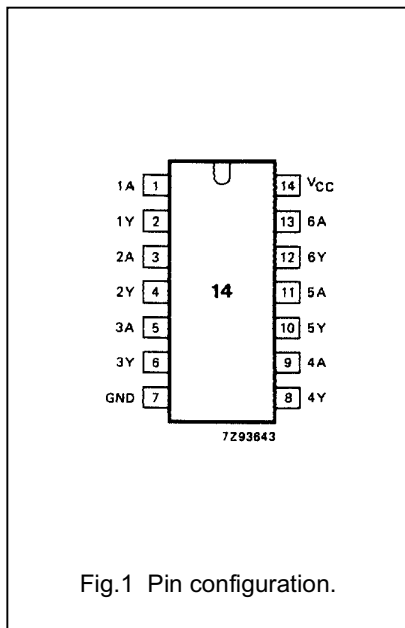 1A 1 14 VCC
1Y 2 13 6A
2A 3 12 6Y
2Y 4 14 11 5A
3A 5 10 5Y
3Y 6 9 4A
GND 7 8 4Y
7Z93643
Fig.1 Pin configuration.